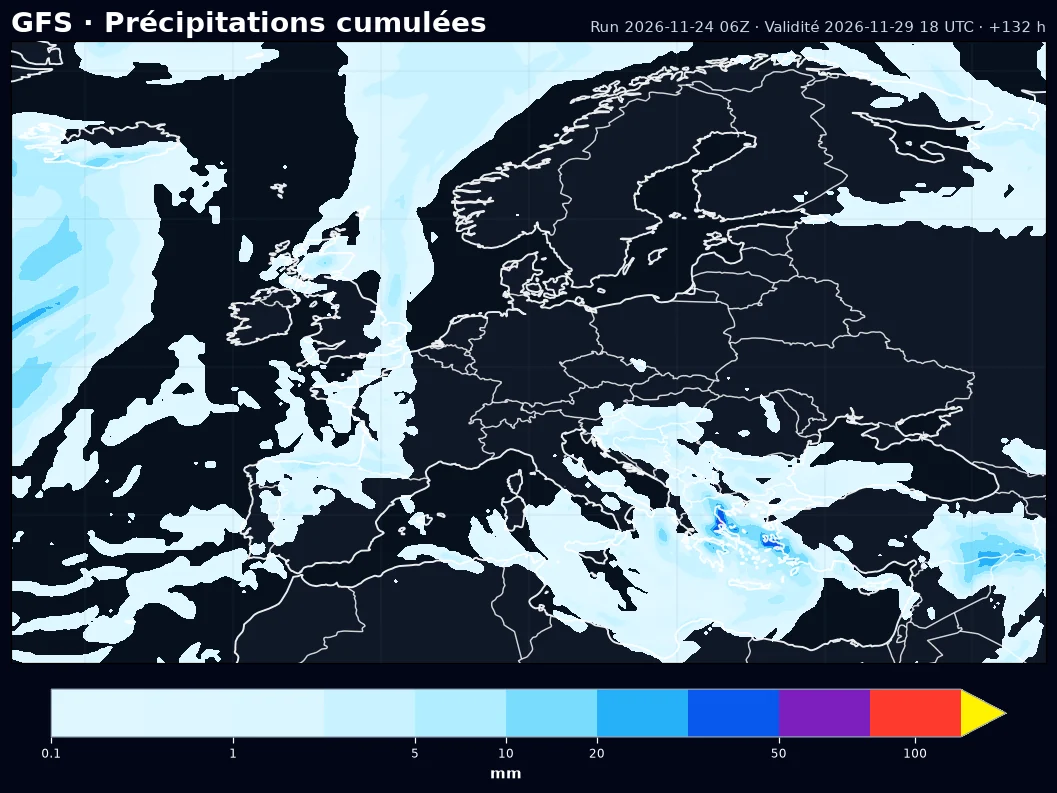 GFS · Précipitations cumulées
Run 2026-11-24 06Z · Validité 2026-11-29 18 UTC · +132 h
0.1 1 5 10 20 50 100
mm